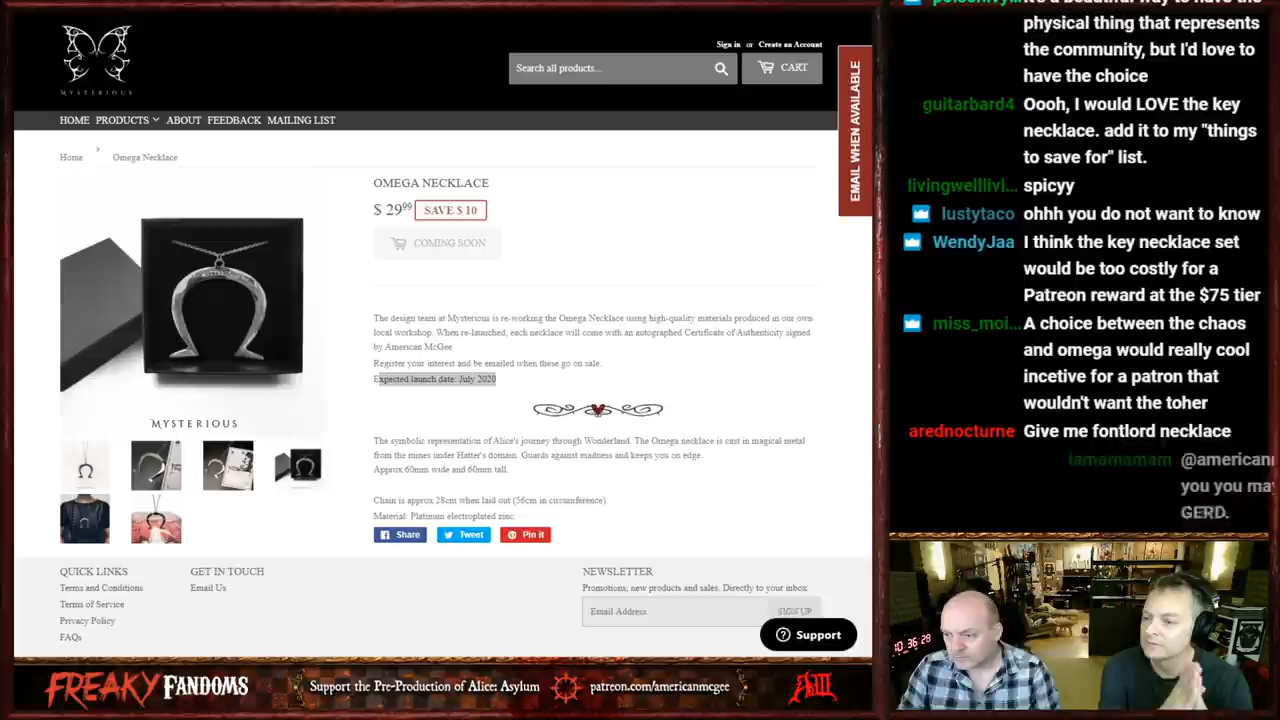 MYSTERIOUS
Sign in or Create an Account
Search all products...
CART
EMAIL WHEN AVAILABLE
HOME PRODUCTS ABOUT FEEDBACK MAILING LIST
Home › Omega Necklace
OMEGA NECKLACE
$ 29.99 SAVE $ 10
COMING SOON
The design team at Mysterious is re-working the Omega Necklace using high-quality materials produced in our own
local workshop. When re-launched, each necklace will come with an autographed Certificate of Authenticity signed
by American McGee
Register your interest and be emailed when these go on sale.
Expected launch date: July 2020
MYSTERIOUS
The symbolic representation of Alice's journey through Wonderland. The Omega necklace is cast in magical metal
from the mines under Hatter's domain. Guards against madness and keeps you on edge.
Approx 60mm wide and 60mm tall.
Chain is approx 28cm when laid out (56cm in circumference)
Material: Platinum electroplated zinc.
Share Tweet Pin it
QUICK LINKS
Terms and Conditions
Terms of Service
Privacy Policy
FAQs
GET IN TOUCH
Email Us
NEWSLETTER
Promotions, new products and sales. Directly to your inbox
Email Address SIGN UP
Support
FREAKY FANDOMS
Support the Pre-Production of Alice: Asylum
patreon.com/americanmcgee
physical thing that represents
the community, but I'd love to
have the choice
guitarbard4 Oooh, I would LOVE the key
necklace. add it to my "things
to save for" list.
livingwelllivi... spicyy
lustytaco ohhh you do not want to know
WendyJaa I think the key necklace set
would be too costly for a
Patreon reward at the $75 tier
miss_moi... A choice between the chaos
and omega would really cool
incetive for a patron that
wouldn't want the toher
arednocturne Give me fontlord necklace
lamamamam @american
you you ma
GERD.
10:36:28